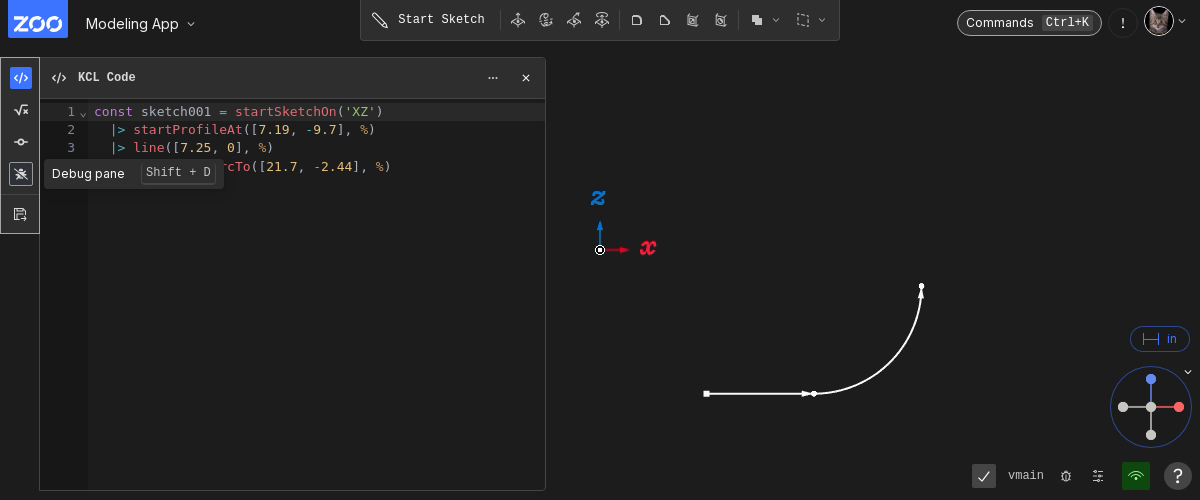 ZOO Modeling App
Start Sketch
Commands Ctrl+K
!
KCL Code
1 const sketch001 = startSketchOn('XZ')
2 |> startProfileAt([7.19, -9.7], %)
3 |> line([7.25, 0], %)
rcTo([21.7, -2.44], %)
Debug pane Shift + D
z
x
in
vmain
?